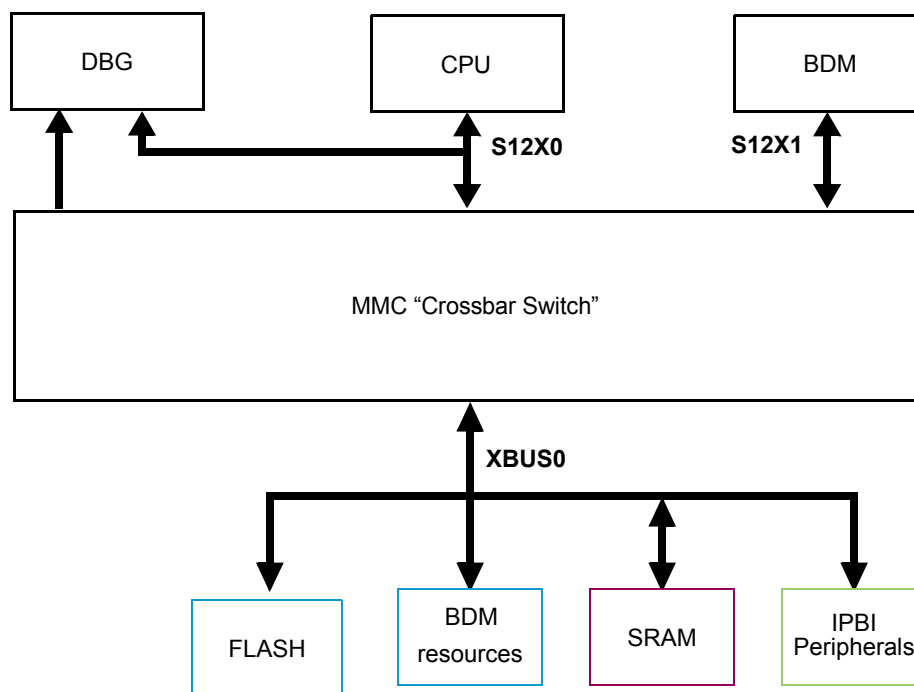 DBG
CPU
BDM
S12X0
S12X1
MMC “Crossbar Switch”
XBUS0
FLASH
BDM
resources
SRAM
IPBI
Peripherals